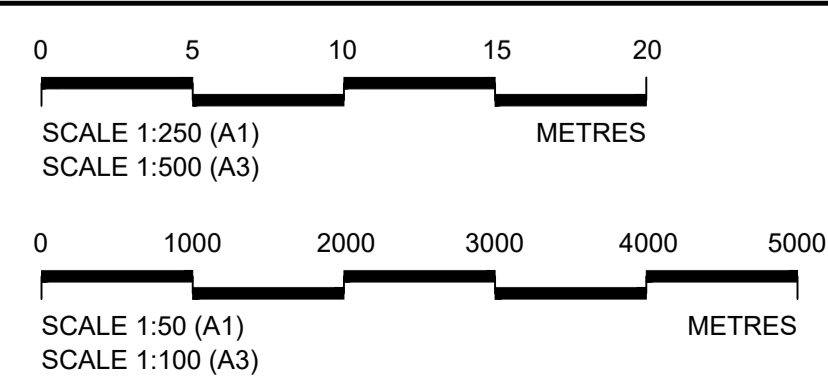 0 5 10 15 20
SCALE 1:250 (A1) METRES
SCALE 1:500 (A3)
0 1000 2000 3000 4000 5000
SCALE 1:50 (A1) METRES
SCALE 1:100 (A3)